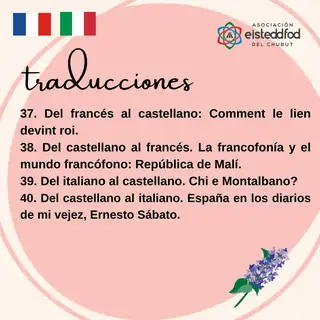 ASOCIACIÓN
eisteddfod
DEL CHUBUT
traducciones
37. Del francés al castellano: Comment le lien
devint roi.
38. Del castellano al francés. La francofonía y el
mundo francófono: República de Malí.
39. Del italiano al castellano. Chi e Montalbano?
40. Del castellano al italiano. España en los diarios
de mi vejez, Ernesto Sábato.